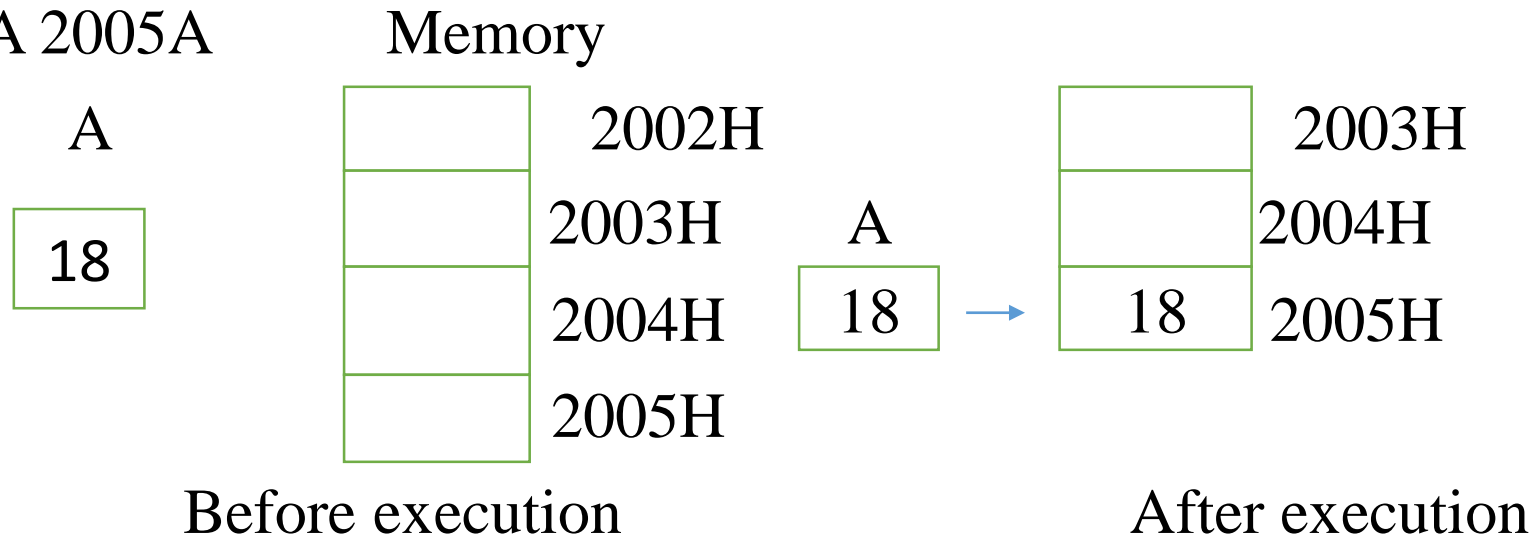 A 2005A Memory
A 2002H 2003H
18 2003H A 2004H
2004H 18 18 2005H
2005H
Before execution After execution